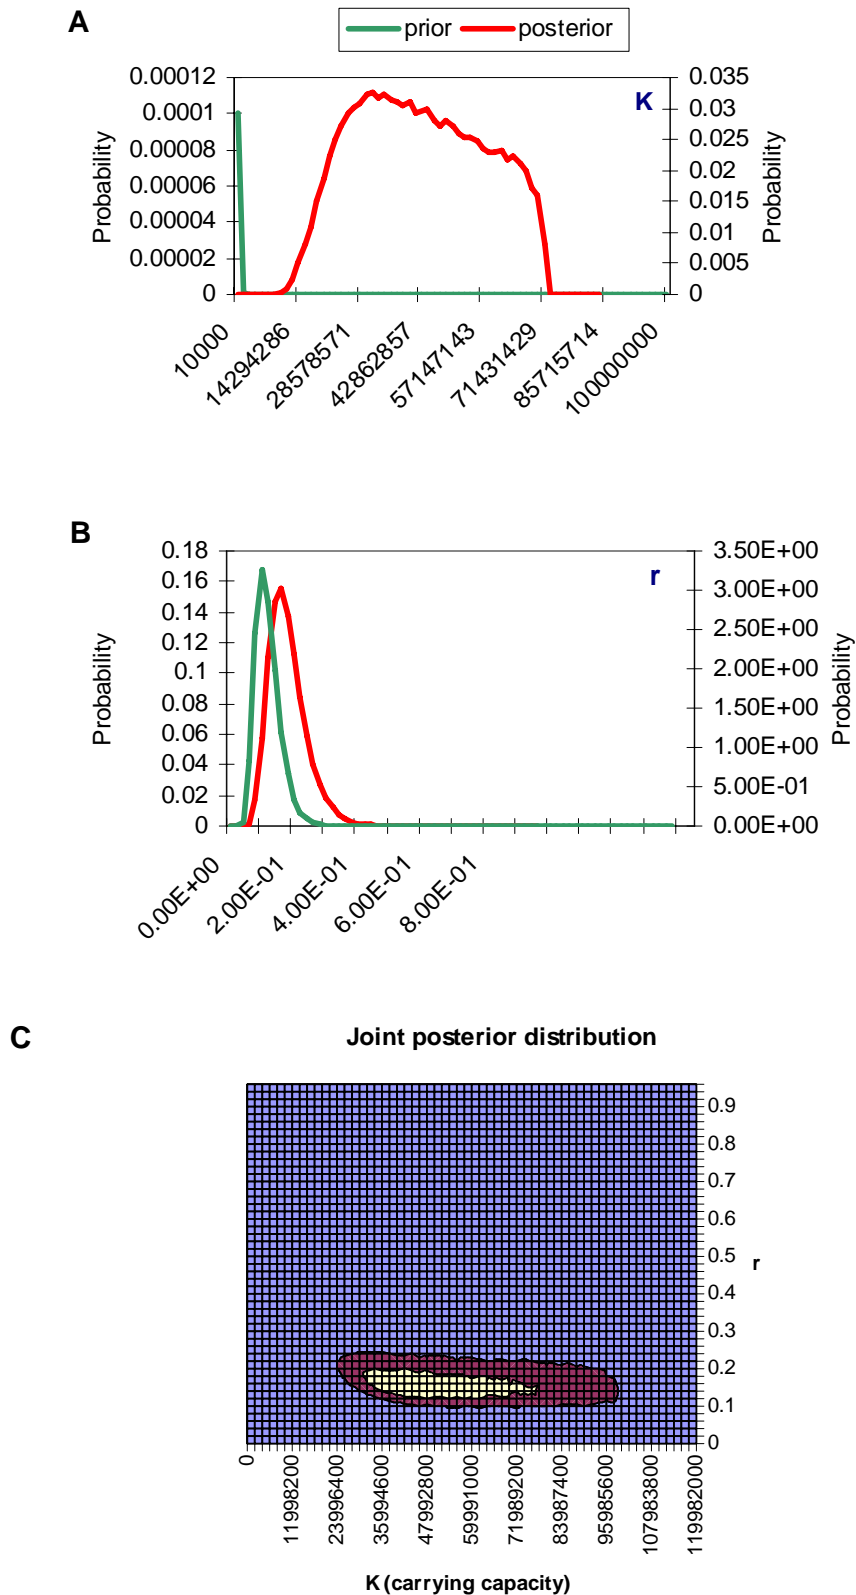 A
prior posterior
K
Probability
0.00012
0.0001
0.00008
0.00006
0.00004
0.00002
0
0.035
0.03
0.025
0.02
0.015
0.01
0.005
0
Probability
10000
14294286
28578571
42862857
57147143
71431429
85715714
100000000
B
r
Probability
0.18
0.16
0.14
0.12
0.1
0.08
0.06
0.04
0.02
0
3.50E+00
3.00E+00
2.50E+00
2.00E+00
1.50E+00
1.00E+00
5.00E-01
0.00E+00
Probability
0.00E+00
2.00E-01
4.00E-01
6.00E-01
8.00E-01
C
Joint posterior distribution
0.9
0.8
0.7
0.6
0.5
0.4
0.3
0.2
0.1
0
r
0
11998200
23996400
35994600
47992800
59991000
71989200
83987400
95985600
107983800
119982000
K (carrying capacity)